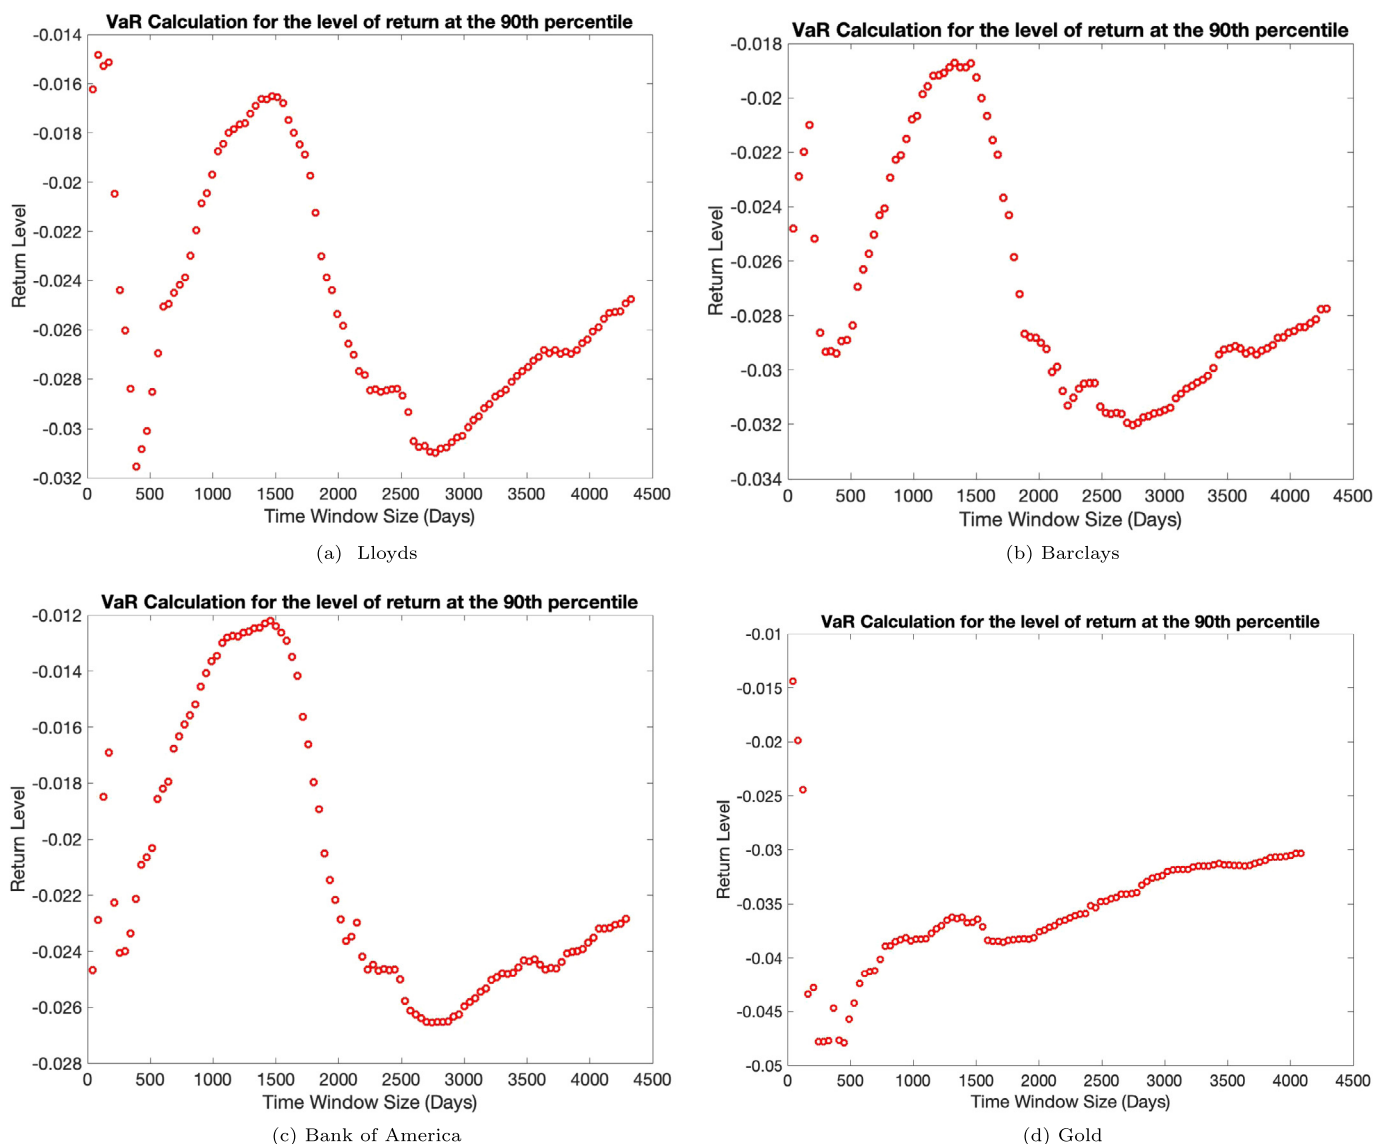 VaR Calculation for the level of return at the 90th percentile
-0.014
-0.016
-0.018
-0.02
-0.022
-0.024
-0.026
-0.028
-0.03
-0.032
Return Level
0 500 1000 1500 2000 2500 3000 3500 4000 4500
Time Window Size (Days)
(a) Lloyds
VaR Calculation for the level of return at the 90th percentile
-0.018
-0.02
-0.022
-0.024
-0.026
-0.028
-0.03
-0.032
-0.034
Return Level
0 500 1000 1500 2000 2500 3000 3500 4000 4500
Time Window Size (Days)
(b) Barclays
VaR Calculation for the level of return at the 90th percentile
-0.012
-0.014
-0.016
-0.018
-0.02
-0.022
-0.024
-0.026
-0.028
Return Level
0 500 1000 1500 2000 2500 3000 3500 4000 4500
Time Window Size (Days)
(c) Bank of America
VaR Calculation for the level of return at the 90th percentile
-0.01
-0.015
-0.02
-0.025
-0.03
-0.035
-0.04
-0.045
-0.05
Return Level
0 500 1000 1500 2000 2500 3000 3500 4000 4500
Time Window Size (Days)
(d) Gold